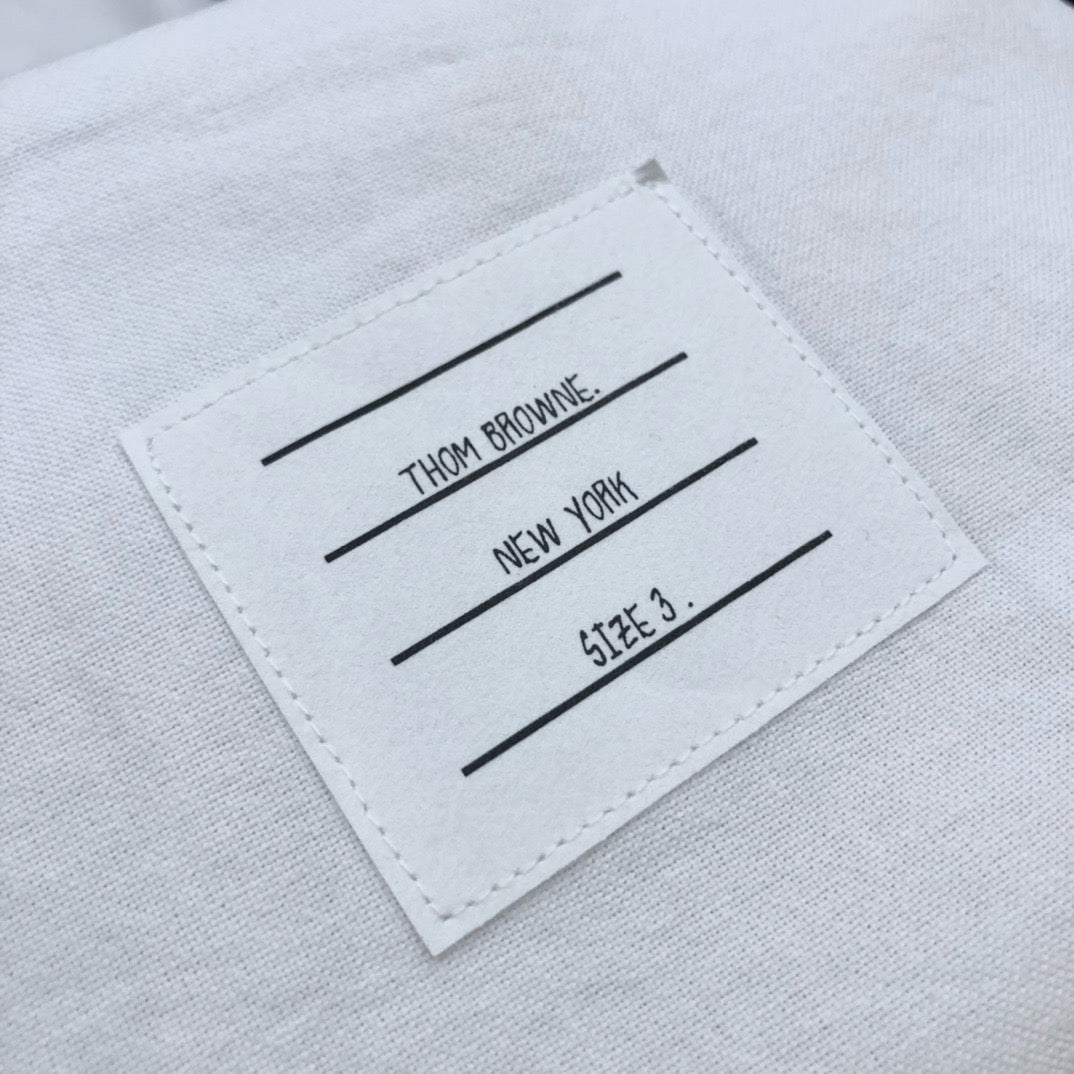 THOM BROWNE.
NEW YORK
SIZE 3 .